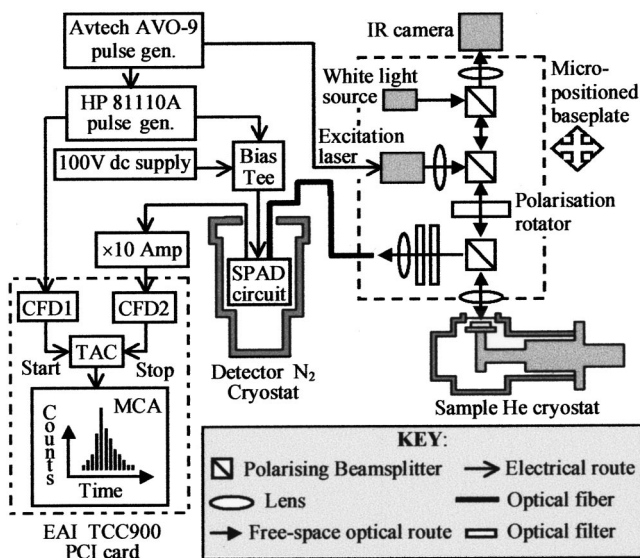 Avtech AVO-9
pulse gen.
HP 81110A
pulse gen.
100V dc supply
Bias
Tee
×10 Amp
SPAD
circuit
CFD1
CFD2
TAC
Start
Stop
MCA
Counts
Time
EAI TCC900
PCI card
Detector N₂
Cryostat
IR camera
White light
source
Excitation
laser
Micro-
positioned
baseplate
Polarisation
rotator
Sample He cryostat
KEY:
Polarising Beamsplitter
Electrical route
Lens
Optical fiber
Free-space optical route
Optical filter